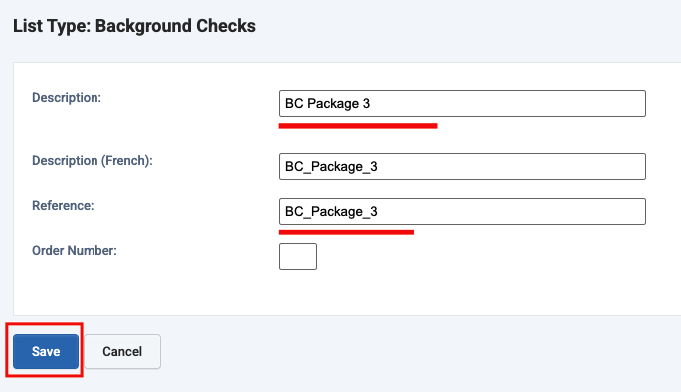 List Type: Background Checks
Description:
BC Package 3
Description (French):
BC_Package_3
Reference:
BC_Package_3
Order Number:
Save
Cancel